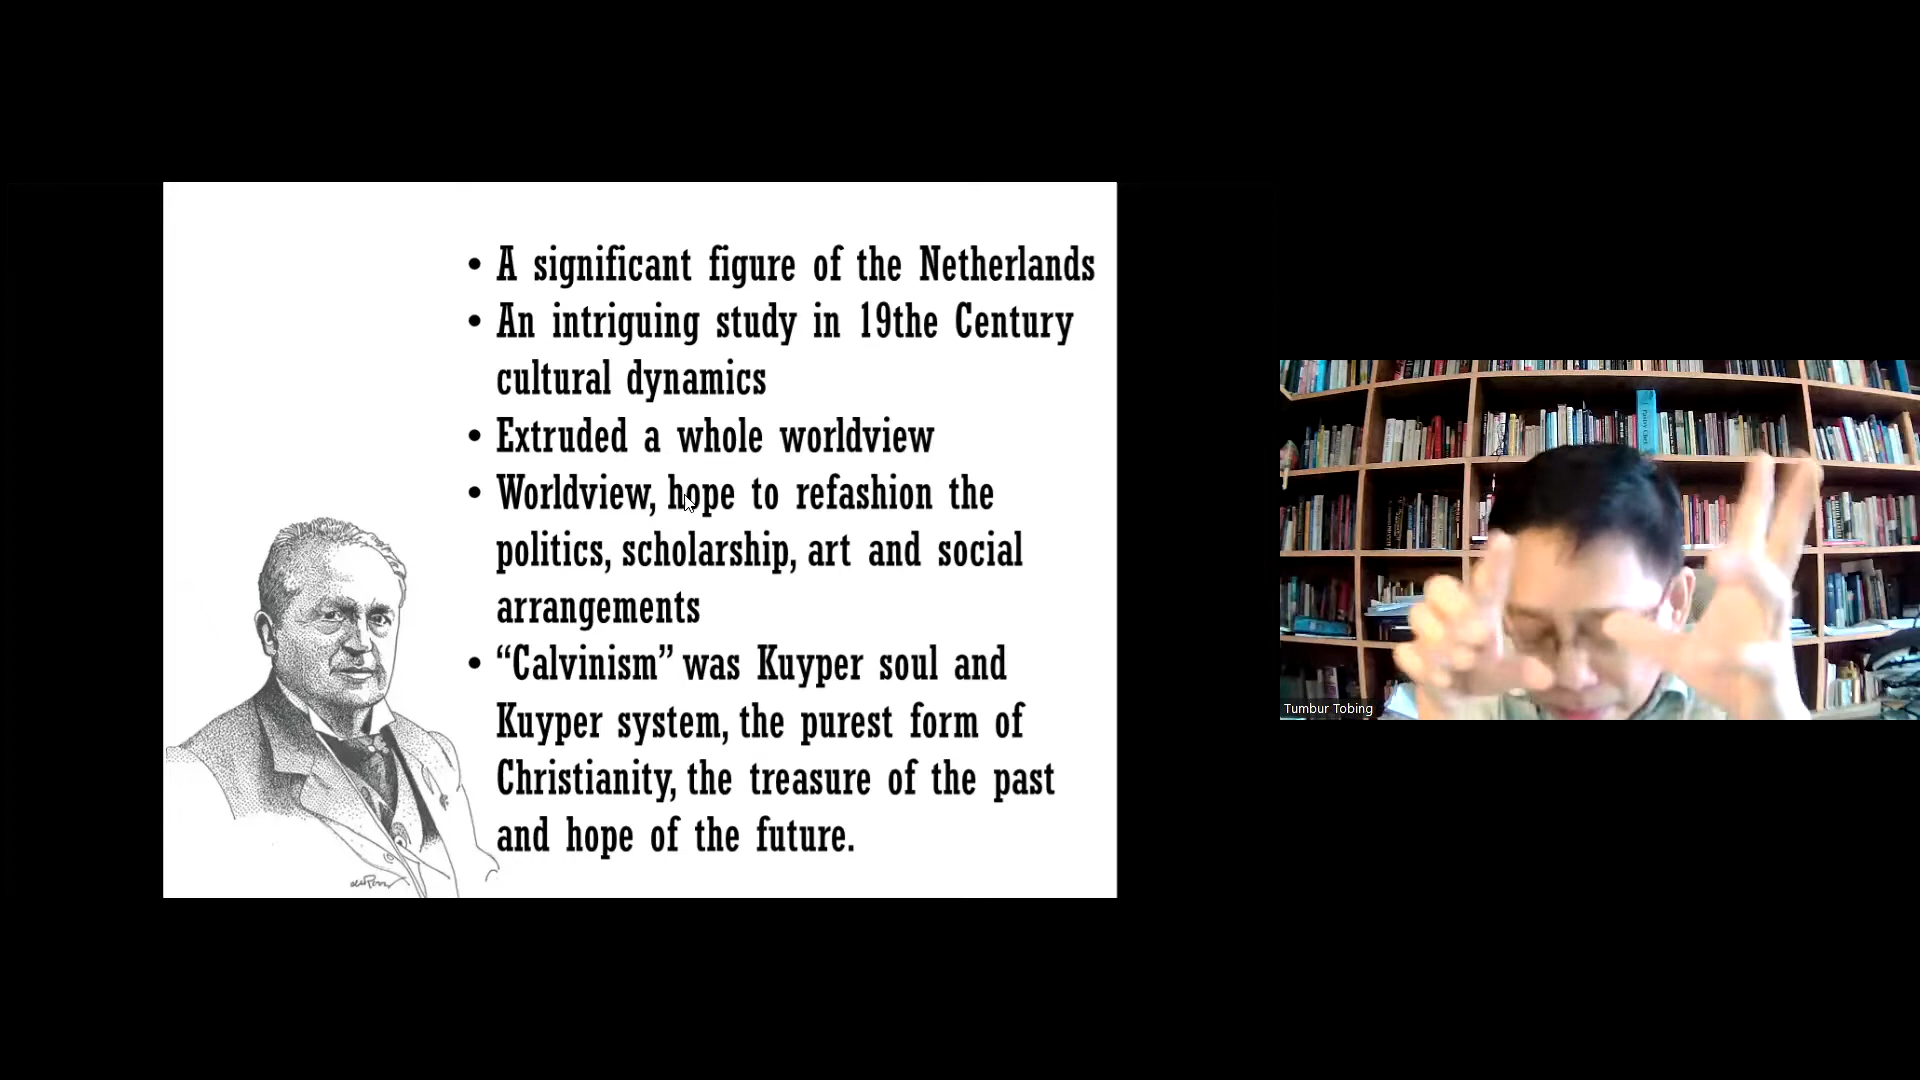 • A significant figure of the Netherlands
• An intriguing study in 19the Century
cultural dynamics
• Extruded a whole worldview
• Worldview, hope to refashion the
politics, scholarship, art and social
arrangements
• “Calvinism” was Kuyper soul and
Kuyper system, the purest form of
Christianity, the treasure of the past
and hope of the future.
Tumbur Tobing